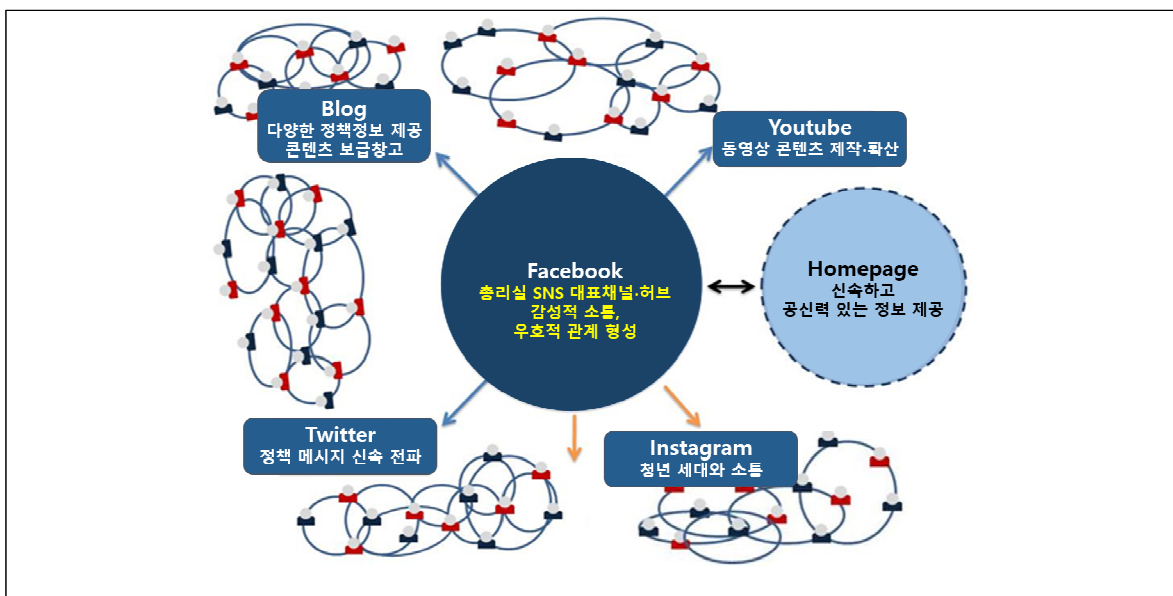 Blog
다양한 정책정보 제공
콘텐츠 보급창고
Youtube
동영상 콘텐츠 제작·확산
Facebook
총리실 SNS 대표채널·허브
감성적 소통,
우호적 관계 형성
Homepage
신속하고
공신력 있는 정보 제공
Twitter
정책 메시지 신속 전파
Instagram
청년 세대와 소통